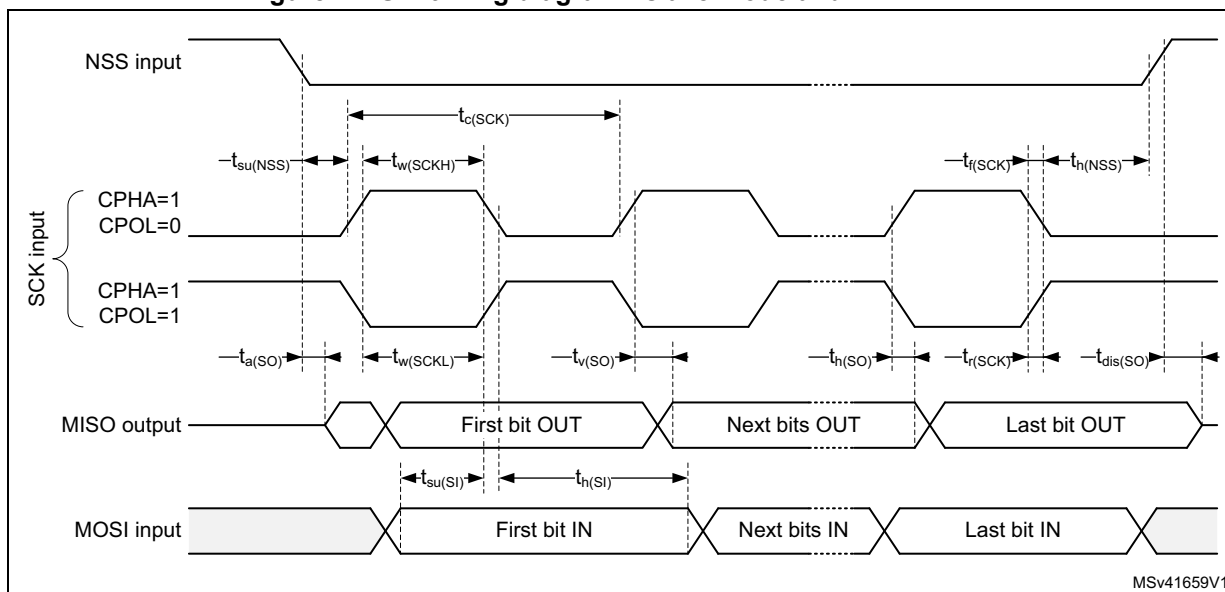 NSS input
tc(SCK)
tsu(NSS) tw(SCKH) tf(SCK) th(NSS)
SCK input
CPHA=1
CPOL=0
CPHA=1
CPOL=1
ta(SO) tw(SCKL) tv(SO) th(SO) tr(SCK) tdis(SO)
MISO output First bit OUT Next bits OUT Last bit OUT
tsu(SI) th(SI)
MOSI input First bit IN Next bits IN Last bit IN
MSv41659V1